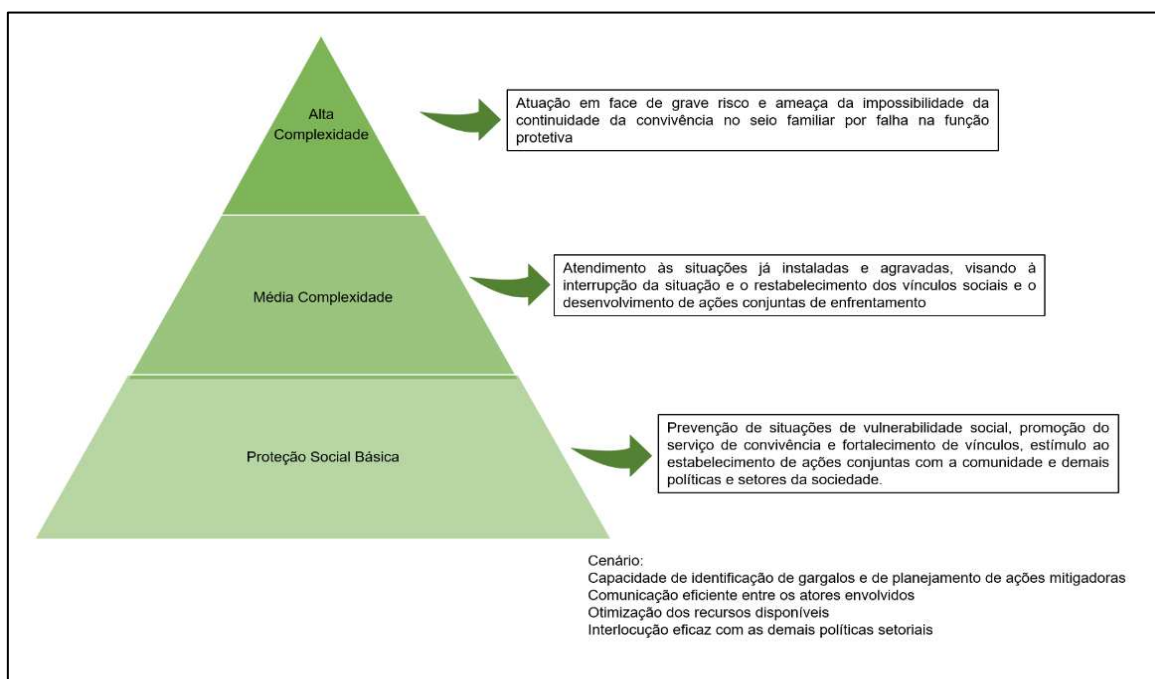 Alta
Complexidade
Atuação em face de grave risco e ameaça da impossibilidade da
continuidade da convivência no seio familiar por falha na função
protetiva
Média Complexidade
Atendimento às situações já instaladas e agravadas, visando à
interrupção da situação e o restabelecimento dos vínculos sociais e o
desenvolvimento de ações conjuntas de enfrentamento
Proteção Social Básica
Prevenção de situações de vulnerabilidade social, promoção do
serviço de convivência e fortalecimento de vínculos, estímulo ao
estabelecimento de ações conjuntas com a comunidade e demais
políticas e setores da sociedade.
Cenário:
Capacidade de identificação de gargalos e de planejamento de ações mitigadoras
Comunicação eficiente entre os atores envolvidos
Otimização dos recursos disponíveis
Interlocução eficaz com as demais políticas setoriais